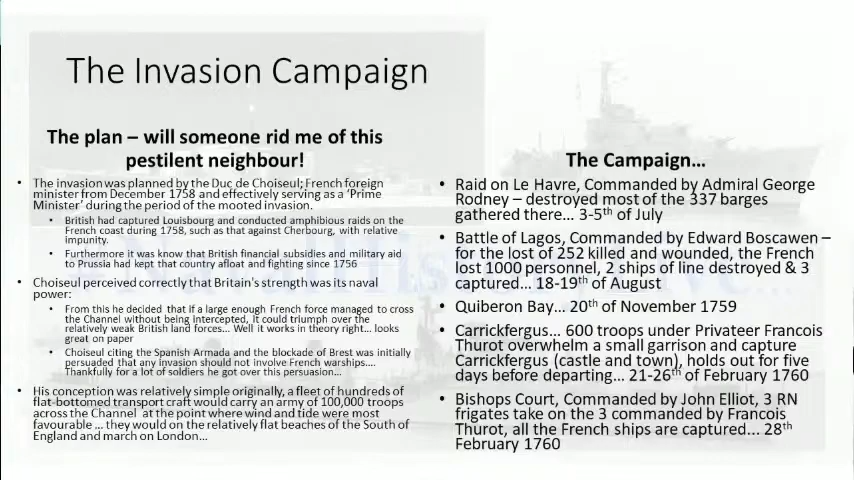 The Invasion Campaign
The plan – will someone rid me of this
pestilent neighbour!
• The invasion was planned by the Duc de Choiseul; French foreign
minister from December 1758 and effectively serving as a ‘Prime
Minister’ during the period of the mooted invasion.
• British had captured Louisbourg and conducted amphibious raids on the
French coast during 1758, such as that against Cherbourg, with relative
impunity.
• Furthermore it was know that British financial subsidies and military aid
to Prussia had kept that country afloat and fighting since 1756
• Choiseul perceived correctly that Britain's strength was its naval
power:
• From this he decided that if a large enough French force managed to cross
the Channel without being intercepted, it could triumph over the
relatively weak British land forces... Well it works in theory right... looks
great on paper
• Choiseul citing the Spanish Armada and the blockade of Brest was initially
persuaded that any invasion should not involve French warships....
Thankfully for a lot of soldiers he got over this persuasion...
• His conception was relatively simple originally, a fleet of hundreds of
flat-bottomed transport craft would carry an army of 100,000 troops
across the Channel at the point where wind and tide were most
favourable ... they would on the relatively flat beaches of the South of
England and march on London...
The Campaign...
• Raid on Le Havre, Commanded by Admiral George
Rodney – destroyed most of the 337 barges
gathered there... 3-5th of July
• Battle of Lagos, Commanded by Edward Boscawen –
for the lost of 252 killed and wounded, the French
lost 1000 personnel, 2 ships of line destroyed & 3
captured... 18-19th of August
• Quiberon Bay... 20th of November 1759
• Carrickfergus... 600 troops under Privateer Francois
Thurot overwhelm a small garrison and capture
Carrickfergus (castle and town), holds out for five
days before departing... 21-26th of February 1760
• Bishops Court, Commanded by John Elliot, 3 RN
frigates take on the 3 commanded by Francois
Thurot, all the French ships are captured... 28th
February 1760